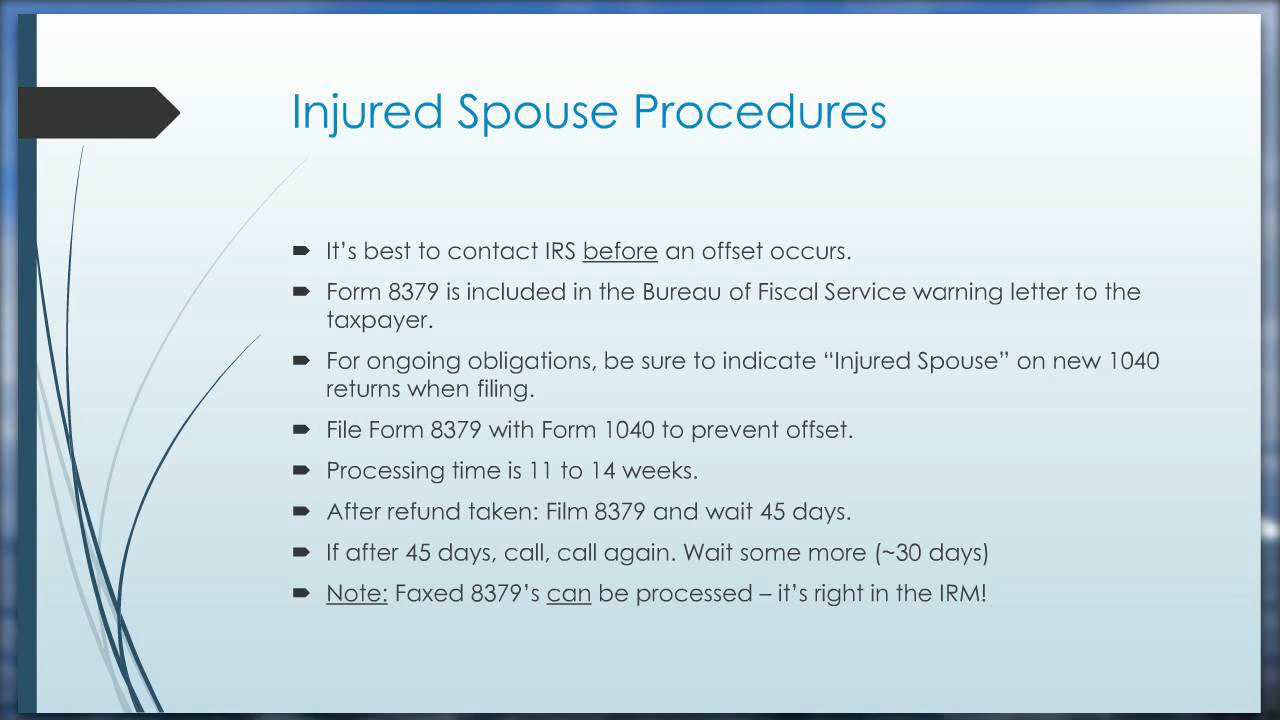 Injured Spouse Procedures
It’s best to contact IRS before an offset occurs.
Form 8379 is included in the Bureau of Fiscal Service warning letter to the
taxpayer.
For ongoing obligations, be sure to indicate “Injured Spouse” on new 1040
returns when filing.
File Form 8379 with Form 1040 to prevent offset.
Processing time is 11 to 14 weeks.
After refund taken: Film 8379 and wait 45 days.
If after 45 days, call, call again. Wait some more (~30 days)
Note: Faxed 8379’s can be processed – it’s right in the IRM!